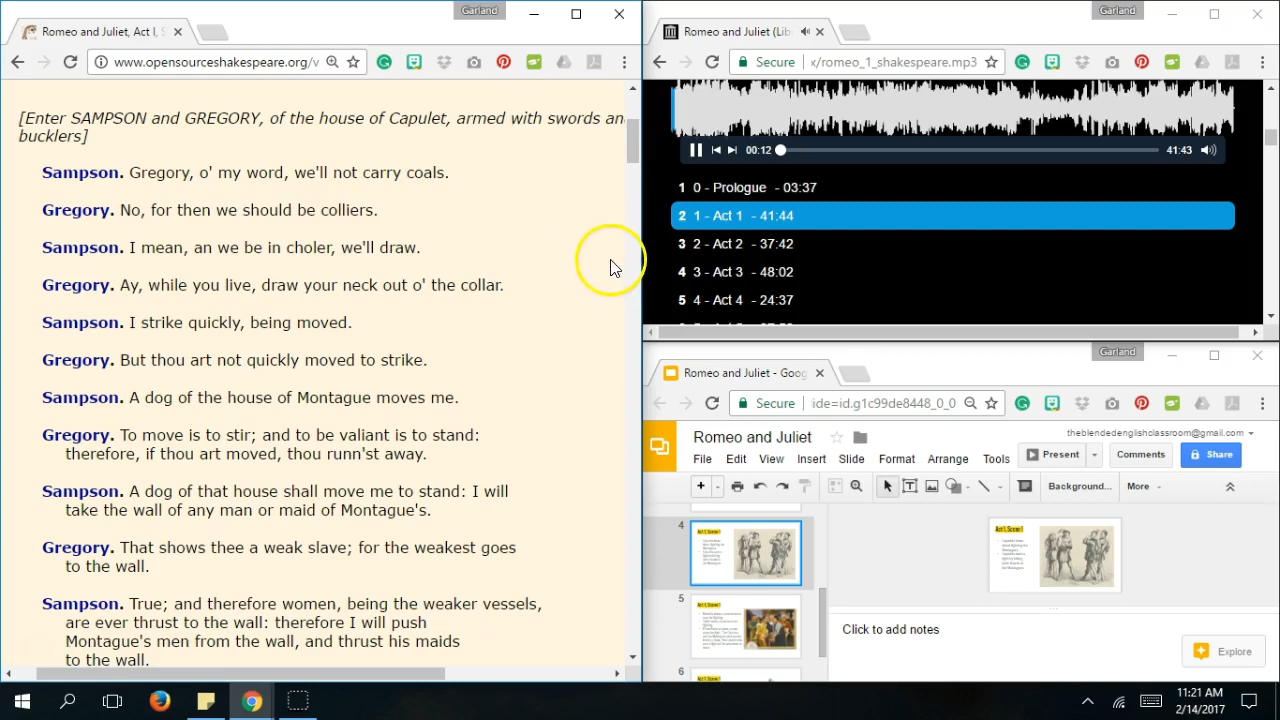 Garland
Romeo and Juliet, Act I, S
www.opensourceshakespeare.org/v
[Enter SAMPSON and GREGORY, of the house of Capulet, armed with swords an
bucklers]
Sampson. Gregory, o' my word, we'll not carry coals.
Gregory. No, for then we should be colliers.
Sampson. I mean, an we be in choler, we'll draw.
Gregory. Ay, while you live, draw your neck out o' the collar.
Sampson. I strike quickly, being moved.
Gregory. But thou art not quickly moved to strike.
Sampson. A dog of the house of Montague moves me.
Gregory. To move is to stir; and to be valiant is to stand:
therefore, if thou art moved, thou runn'st away.
Sampson. A dog of that house shall move me to stand: I will
take the wall of any man or maid of Montague's.
Gregory. That shows thee a weak slave; for the weakest goes
to the wall.
Sampson. True; and therefore women, being the weaker vessels,
are ever thrust to the wall: therefore I will push
Montague's men from the wall, and thrust his maids
to the wall.
Garland
Romeo and Juliet (Lib
Secure x/romeo_1_shakespeare.mp3
00:12 41:43
1 0 - Prologue - 03:37
2 1 - Act 1 - 41:44
3 2 - Act 2 - 37:42
4 3 - Act 3 - 48:02
5 4 - Act 4 - 24:37
Garland
Romeo and Juliet - Goog
Secure ide=id.g1c99de8448_0_0
Romeo and Juliet
theblendedenglishclassroom@gmail.com
File Edit View Insert Slide Format Arrange Tools
Present Comments Share
Background... More
4
Act I, Scene I
5
Act I, Scene I
6
Act I, Scene I
Click to add notes
Explore
11:21 AM
2/14/2017